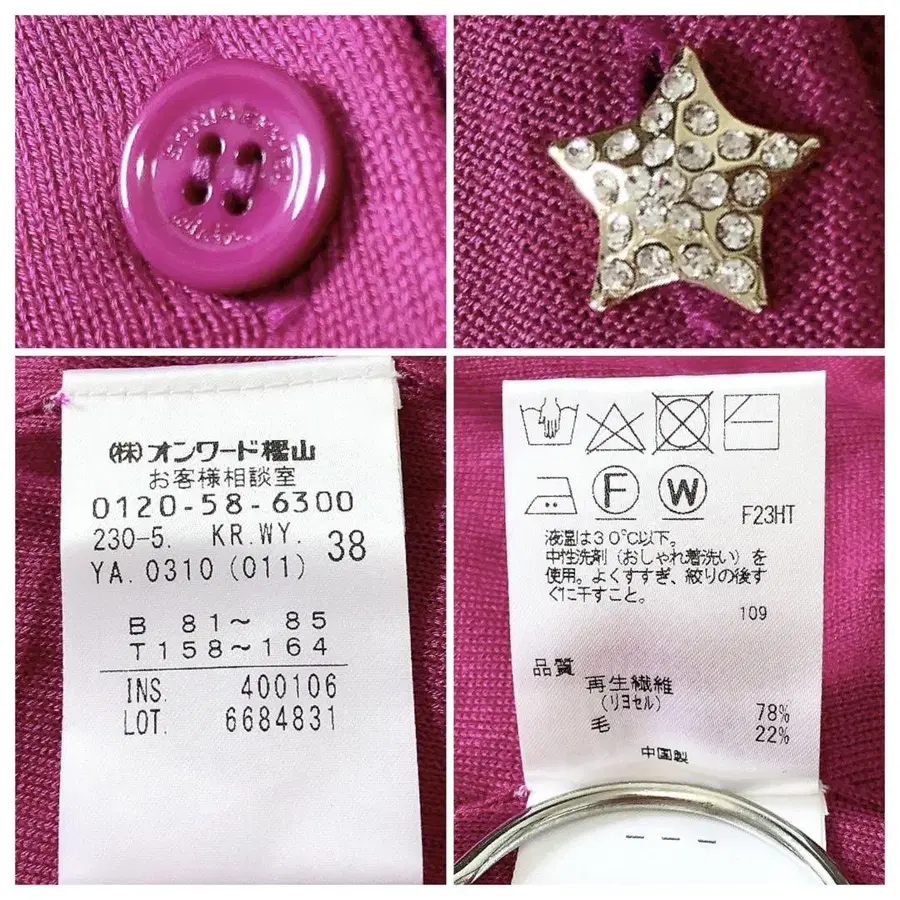 SONIA RYKIEL
(株)オンワード樫山
お客様相談室
0120-58-6300
230-5. KR.WY. 38
YA.0310(011)
B 81～ 85
T158～164
INS. 400106
LOT. 6684831
F
W
F23HT
液温は30℃以下。
中性洗剤(おしゃれ着洗い)を
使用。よくすすぎ、絞りの後す
ぐに干すこと。
109
品質
再生繊維
(リヨセル) 78%
毛 22%
中国製